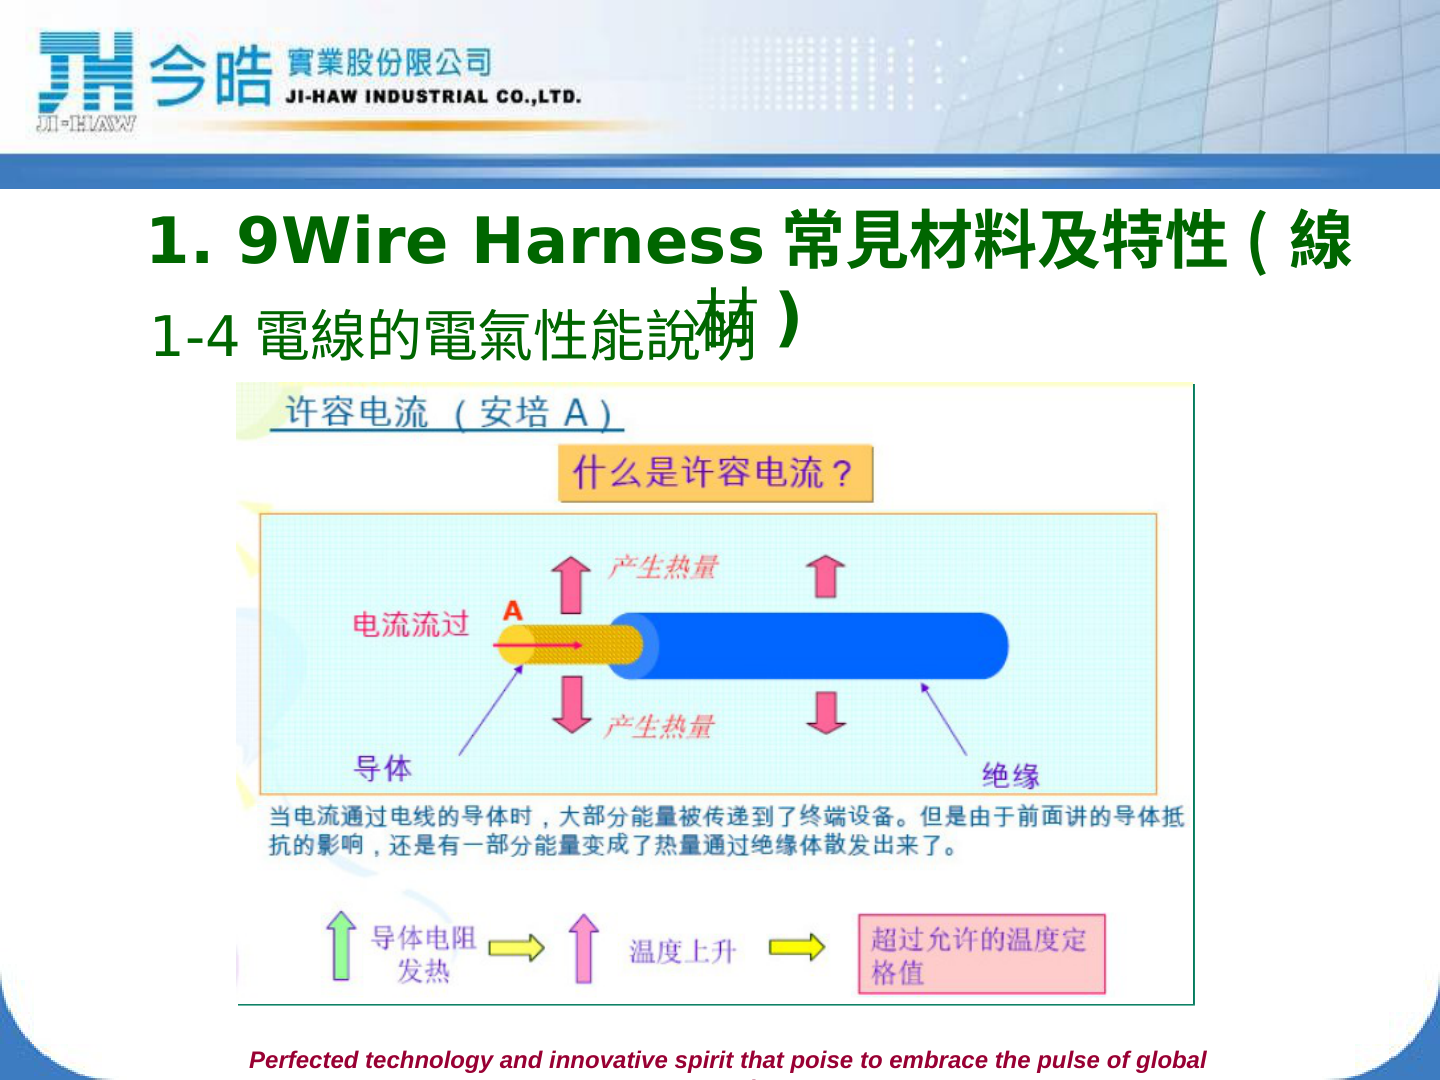 JI-HAW
今皓
實業股份限公司
JI-HAW INDUSTRIAL CO.,LTD.
1. 9Wire Harness 常見材料及特性 ( 線
材 )
1-4 電線的電氣性能說明
许容电流 （安培 A）
什么是许容电流？
产生热量
A
电流流过
产生热量
导体
绝缘
当电流通过电线的导体时，大部分能量被传递到了终端设备。但是由于前面讲的导体抵
抗的影响，还是有一部分能量变成了热量通过绝缘体散发出来了。
导体电阻
发热
温度上升
超过允许的温度定
格值
Perfected technology and innovative spirit that poise to embrace the pulse of global